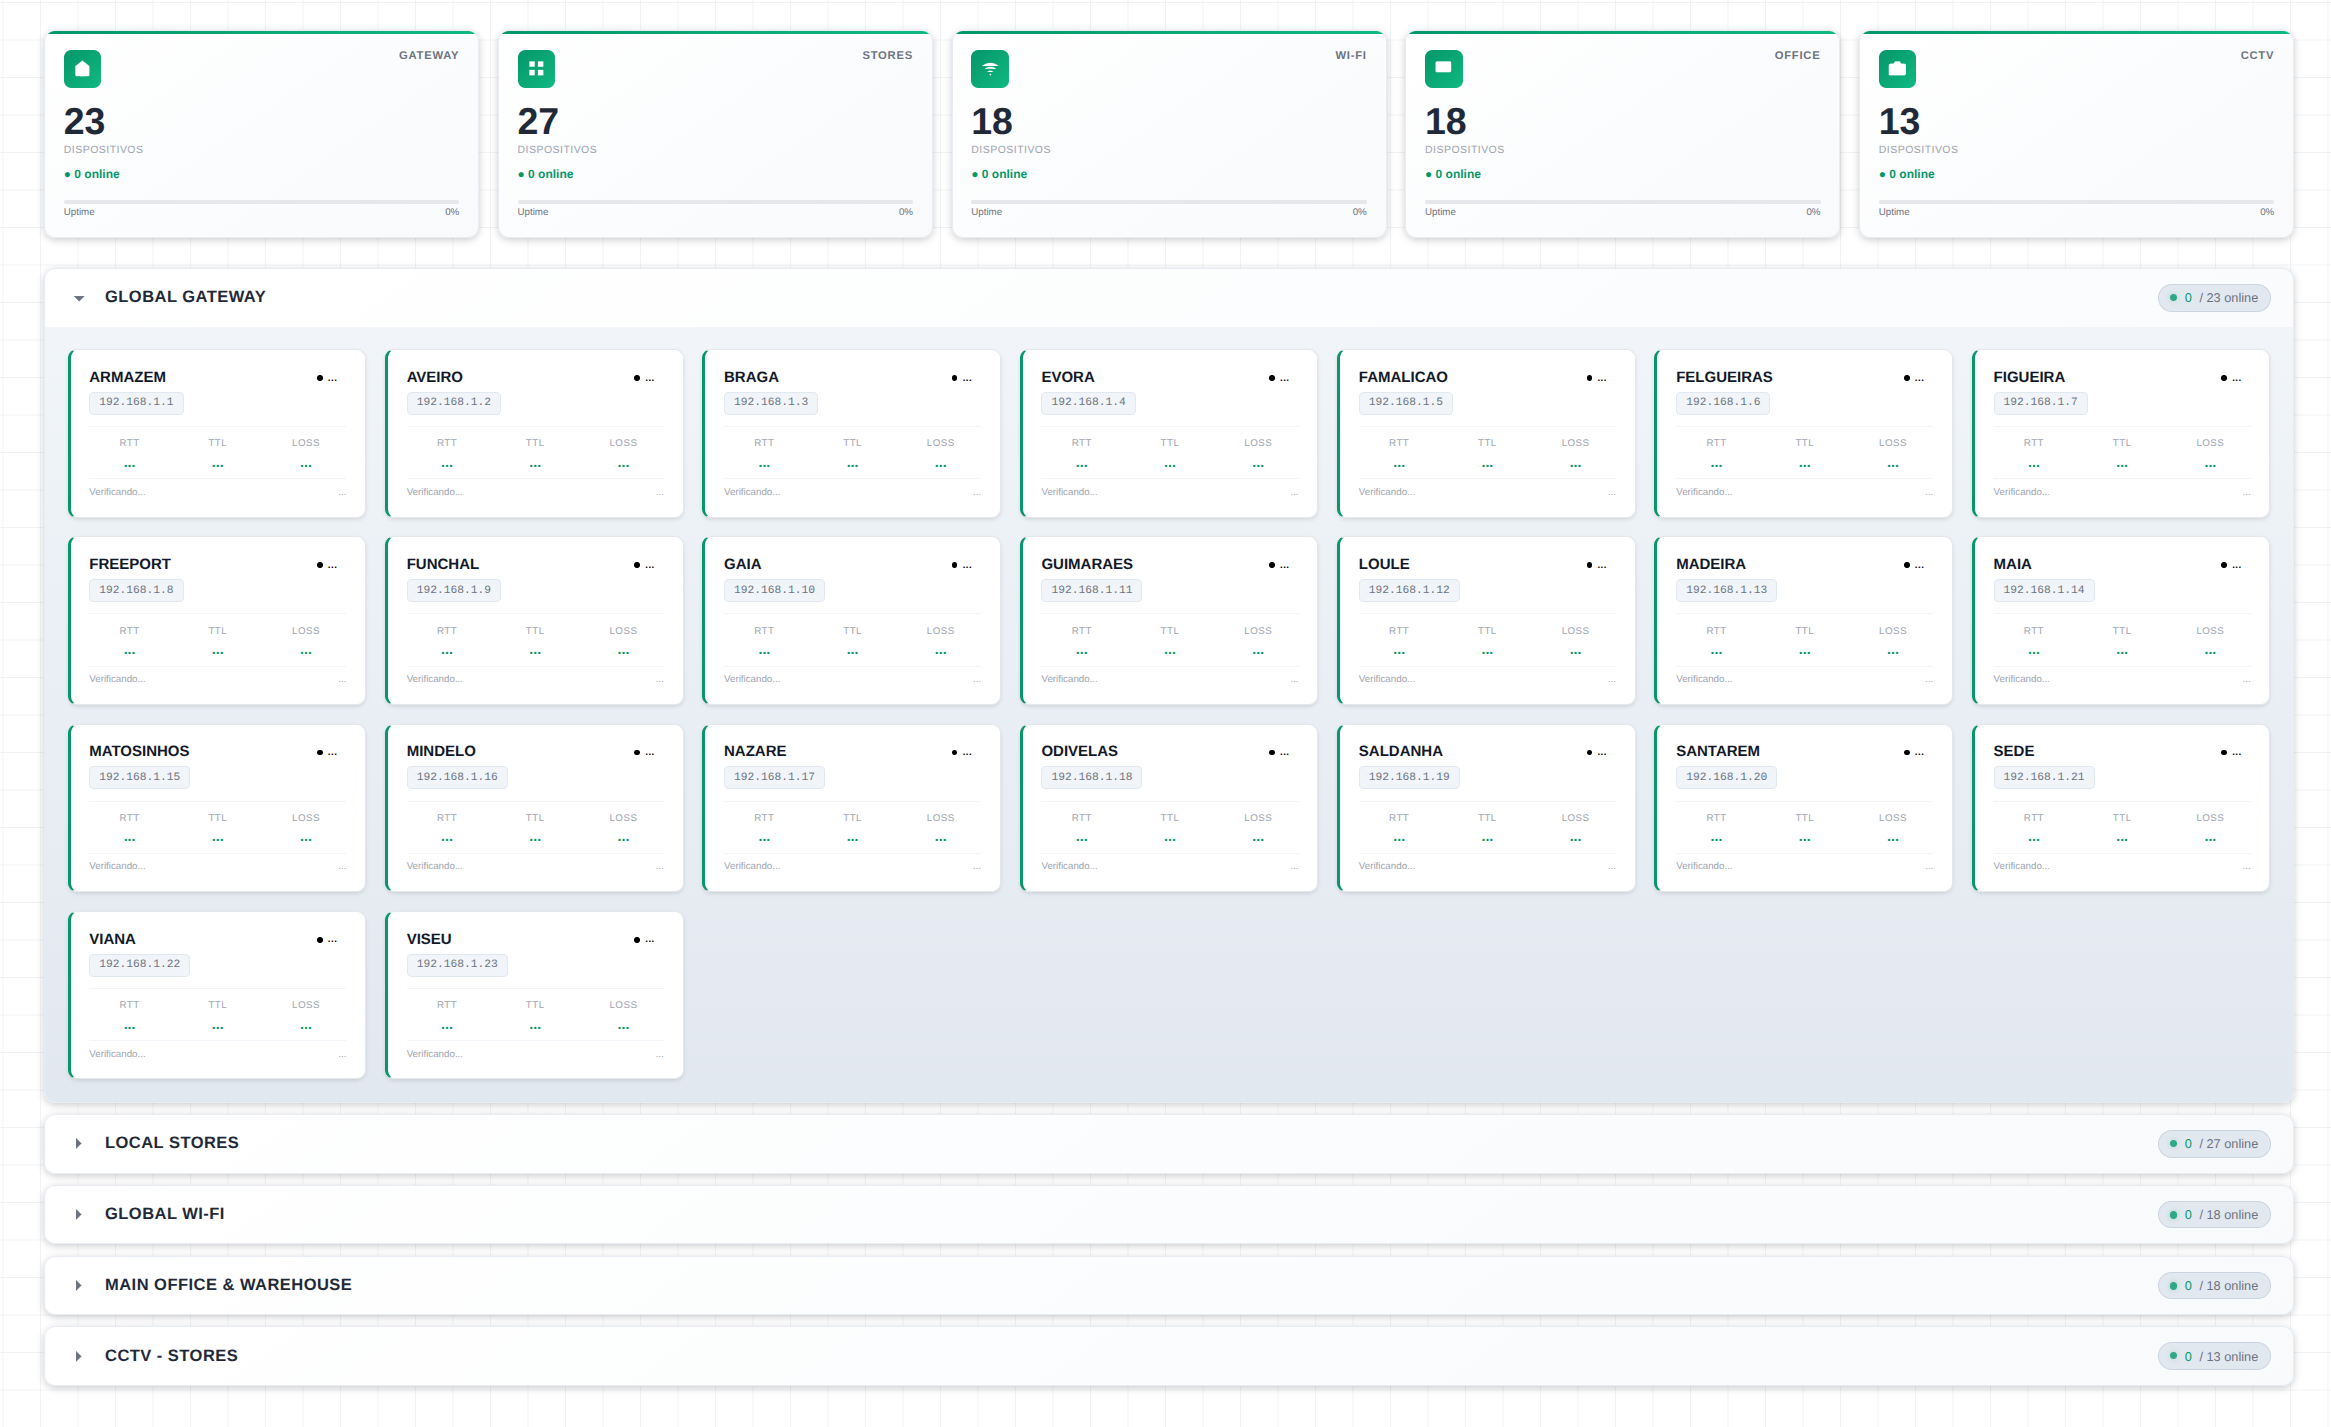 GATEWAY
23
DISPOSITIVOS
● 0 online
Uptime 0%
STORES
27
DISPOSITIVOS
● 0 online
Uptime 0%
WI-FI
18
DISPOSITIVOS
● 0 online
Uptime 0%
OFFICE
18
DISPOSITIVOS
● 0 online
Uptime 0%
CCTV
13
DISPOSITIVOS
● 0 online
Uptime 0%
GLOBAL GATEWAY 0 / 23 online
ARMAZEM ...
192.168.1.1
RTT TTL LOSS
... ... ...
Verificando... ...
AVEIRO ...
192.168.1.2
RTT TTL LOSS
... ... ...
Verificando... ...
BRAGA ...
192.168.1.3
RTT TTL LOSS
... ... ...
Verificando... ...
EVORA ...
192.168.1.4
RTT TTL LOSS
... ... ...
Verificando... ...
FAMALICAO ...
192.168.1.5
RTT TTL LOSS
... ... ...
Verificando... ...
FELGUEIRAS ...
192.168.1.6
RTT TTL LOSS
... ... ...
Verificando... ...
FIGUEIRA ...
192.168.1.7
RTT TTL LOSS
... ... ...
Verificando... ...
FREEPORT ...
192.168.1.8
RTT TTL LOSS
... ... ...
Verificando... ...
FUNCHAL ...
192.168.1.9
RTT TTL LOSS
... ... ...
Verificando... ...
GAIA ...
192.168.1.10
RTT TTL LOSS
... ... ...
Verificando... ...
GUIMARAES ...
192.168.1.11
RTT TTL LOSS
... ... ...
Verificando... ...
LOULE ...
192.168.1.12
RTT TTL LOSS
... ... ...
Verificando... ...
MADEIRA ...
192.168.1.13
RTT TTL LOSS
... ... ...
Verificando... ...
MAIA ...
192.168.1.14
RTT TTL LOSS
... ... ...
Verificando... ...
MATOSINHOS ...
192.168.1.15
RTT TTL LOSS
... ... ...
Verificando... ...
MINDELO ...
192.168.1.16
RTT TTL LOSS
... ... ...
Verificando... ...
NAZARE ...
192.168.1.17
RTT TTL LOSS
... ... ...
Verificando... ...
ODIVELAS ...
192.168.1.18
RTT TTL LOSS
... ... ...
Verificando... ...
SALDANHA ...
192.168.1.19
RTT TTL LOSS
... ... ...
Verificando... ...
SANTAREM ...
192.168.1.20
RTT TTL LOSS
... ... ...
Verificando... ...
SEDE ...
192.168.1.21
RTT TTL LOSS
... ... ...
Verificando... ...
VIANA ...
192.168.1.22
RTT TTL LOSS
... ... ...
Verificando... ...
VISEU ...
192.168.1.23
RTT TTL LOSS
... ... ...
Verificando... ...
LOCAL STORES 0 / 27 online
GLOBAL WI-FI 0 / 18 online
MAIN OFFICE & WAREHOUSE 0 / 18 online
CCTV - STORES 0 / 13 online